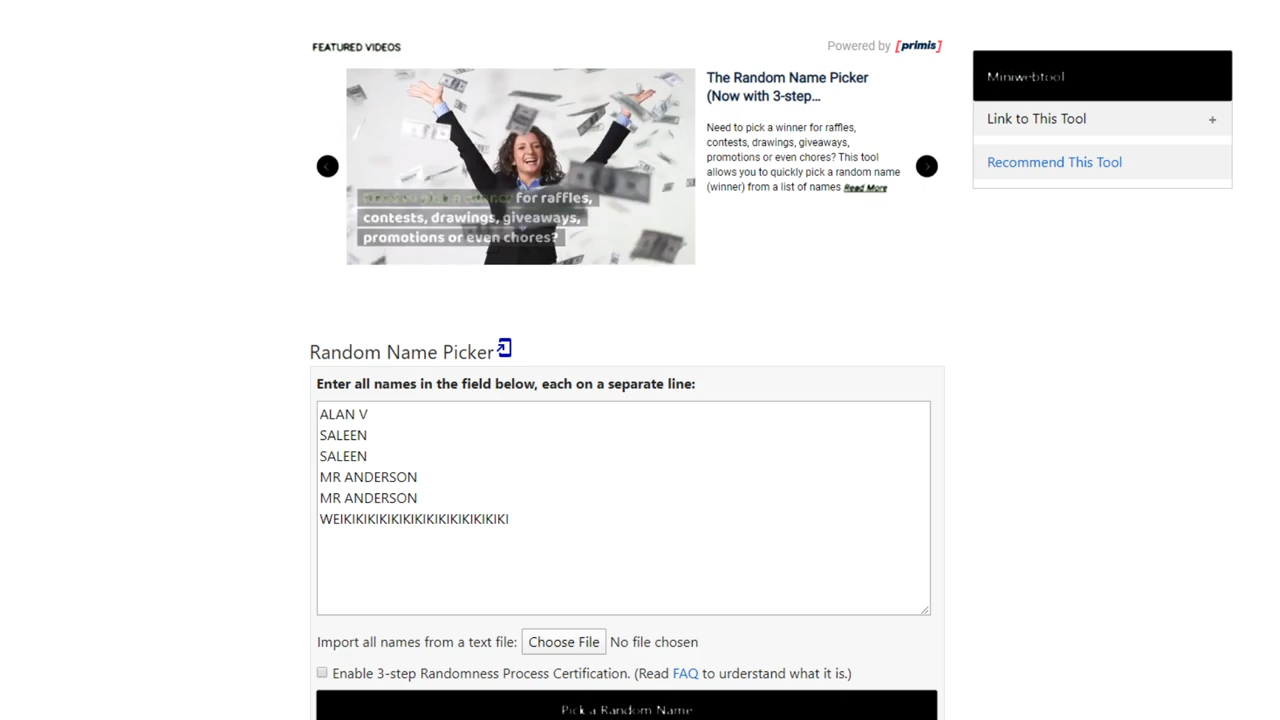 FEATURED VIDEOS
Powered by [primis]
The Random Name Picker
(Now with 3-step...
Need to pick a winner for raffles,
contests, drawings, giveaways,
promotions or even chores? This tool
allows you to quickly pick a random name
(winner) from a list of names Read More
for raffles,
contests, drawings, giveaways,
promotions or even chores?
Miniwebtool
Link to This Tool +
Recommend This Tool
Random Name Picker
Enter all names in the field below, each on a separate line:
ALAN V
SALEEN
SALEEN
MR ANDERSON
MR ANDERSON
WEIKIKIKIKIKIKIKIKIKIKIKIKIKIKI
Import all names from a text file: Choose File No file chosen
Enable 3-step Randomness Process Certification. (Read FAQ to understand what it is.)
Pick a Random Name